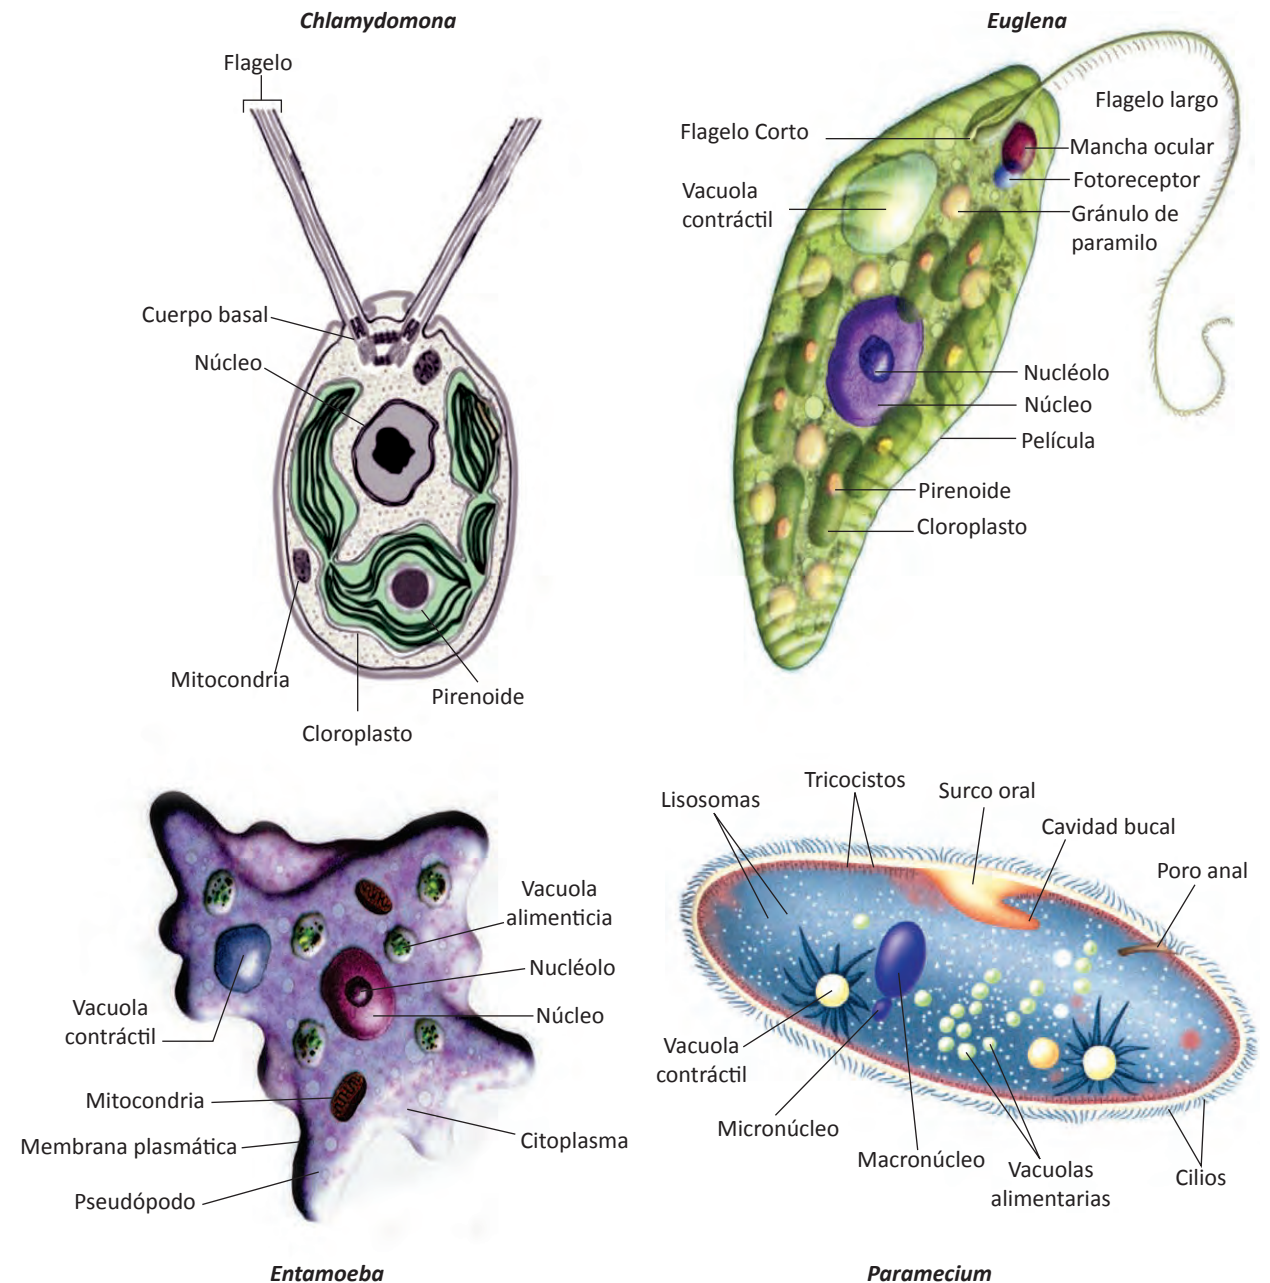 Chlamydomona
Flagelo
Cuerpo basal
Núcleo
Mitocondria
Pirenoide
Cloroplasto
Euglena
Flagelo largo
Flagelo Corto
Mancha ocular
Fotoreceptor
Vacuola
contráctil
Gránulo de
paramilo
Nucléolo
Núcleo
Película
Pirenoide
Cloroplasto
Vacuola
alimenticia
Nucléolo
Núcleo
Vacuola
contráctil
Mitocondria
Citoplasma
Membrana plasmática
Pseudópodo
Entamoeba
Tricocistos
Surco oral
Lisosomas
Cavidad bucal
Poro anal
Vacuola
contráctil
Micronúcleo
Macronúcleo
Vacuolas
alimentarias
Cilios
Paramecium